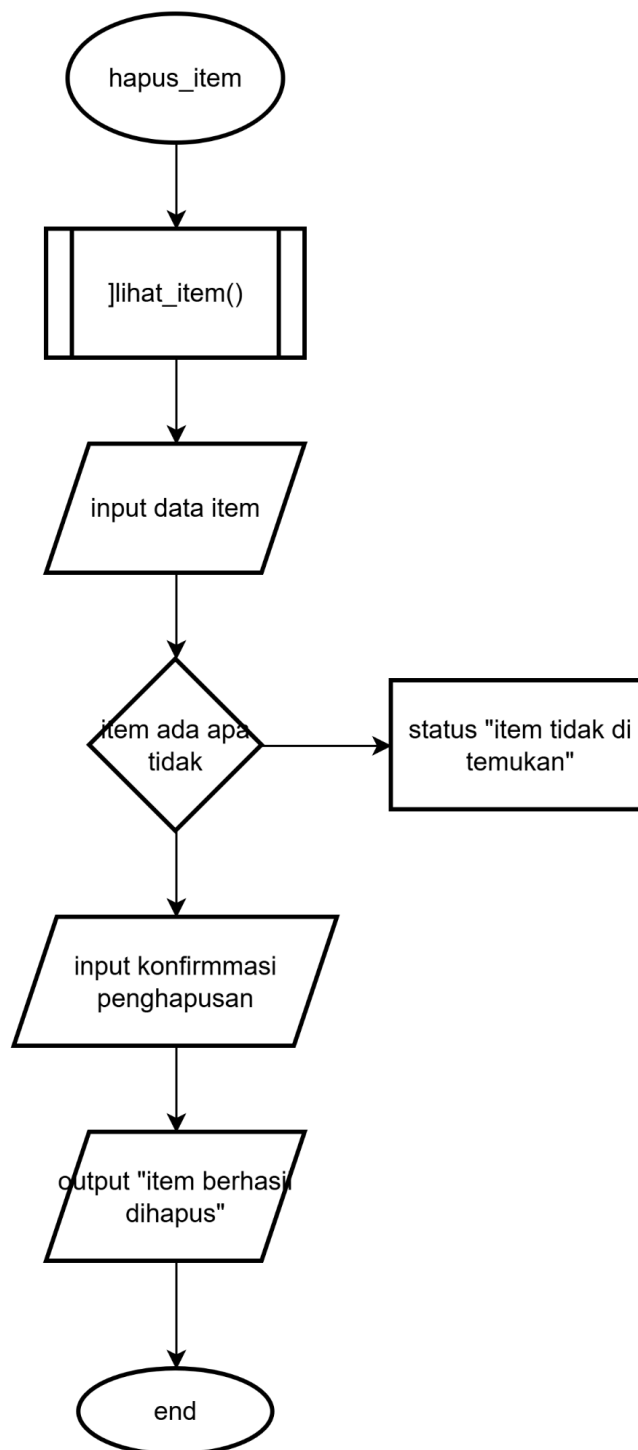 hapus_item
]lihat_item()
input data item
item ada apa
tidak
status "item tidak di
temukan"
input konfirmmasi
penghapusan
output "item berhasil
dihapus"
end